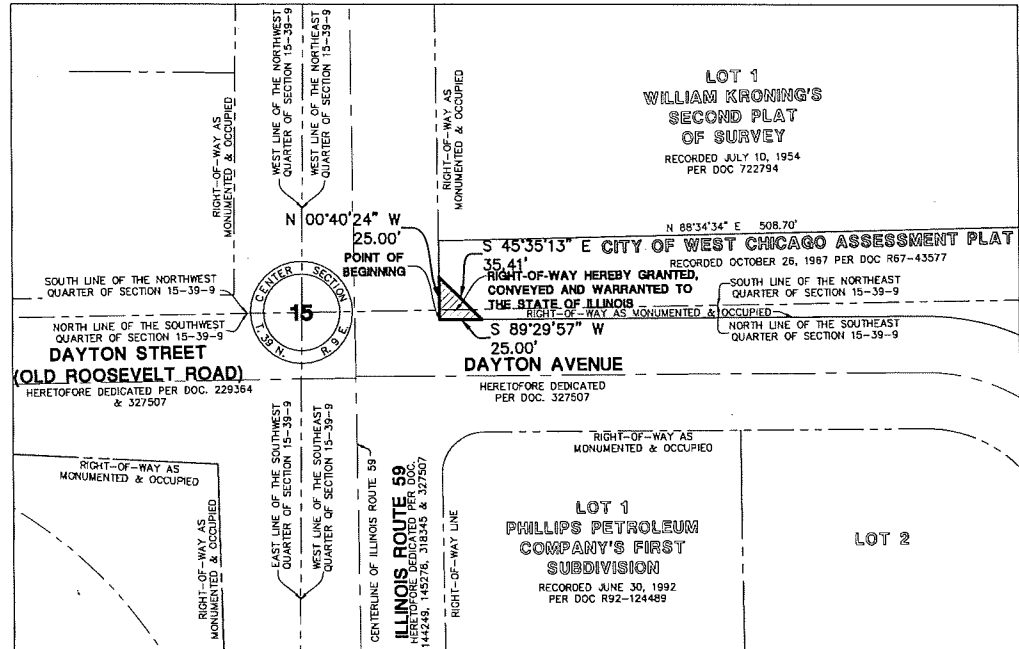 RIGHT-OF-WAY AS
MONUMENTED & OCCUPIED
WEST LINE OF THE NORTHWEST
QUARTER OF SECTION 15-39-9
WEST LINE OF THE NORTHEAST
QUARTER OF SECTION 15-39-9
RIGHT-OF-WAY AS
MONUMENTED & OCCUPIED
LOT 1
WILLIAM KRONING'S
SECOND PLAT
OF SURVEY
RECORDED JULY 10, 1954
PER DOC 722794
N 00°40'24" W
25.00'
POINT OF
BEGINNING
N 88°34'34" E 508.70'
S 45°35'13" E
35.41'
CITY OF WEST CHICAGO ASSESSMENT PLAT
RECORDED OCTOBER 26, 1967 PER DOC R67-43577
RIGHT-OF-WAY HEREBY GRANTED,
CONVEYED AND WARRANTED TO
THE STATE OF ILLINOIS
RIGHT-OF-WAY AS MONUMENTED & OCCUPIED
SOUTH LINE OF THE NORTHEAST
QUARTER OF SECTION 15-39-9
NORTH LINE OF THE SOUTHEAST
QUARTER OF SECTION 15-39-9
SOUTH LINE OF THE NORTHWEST
QUARTER OF SECTION 15-39-9
NORTH LINE OF THE SOUTHWEST
QUARTER OF SECTION 15-39-9
CENTER SECTION
15
T. 39 N. R. 9 E.
S 89°29'57" W
25.00'
DAYTON STREET
(OLD ROOSEVELT ROAD)
HERETOFORE DEDICATED PER DOC. 229364
& 327507
DAYTON AVENUE
HERETOFORE DEDICATED
PER DOC. 327507
RIGHT-OF-WAY AS
MONUMENTED & OCCUPIED
RIGHT-OF-WAY AS
MONUMENTED & OCCUPIED
EAST LINE OF THE SOUTHWEST
QUARTER OF SECTION 15-39-9
WEST LINE OF THE SOUTHEAST
QUARTER OF SECTION 15-39-9
CENTERLINE OF ILLINOIS ROUTE 59
ILLINOIS ROUTE 59
HERETOFORE DEDICATED PER DOC.
144249, 145278, 318345 & 327507
RIGHT-OF-WAY LINE
RIGHT-OF-WAY AS
MONUMENTED & OCCUPIED
LOT 1
PHILLIPS PETROLEUM
COMPANY'S FIRST
SUBDIVISION
RECORDED JUNE 30, 1992
PER DOC R92-124489
LOT 2